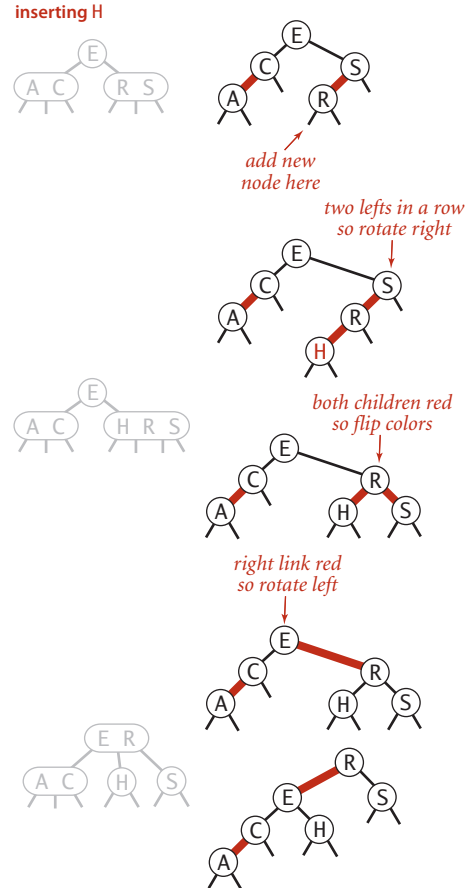 inserting H
E
A C
R S
E
C
S
A
R
add new
node here
two lefts in a row
so rotate right
E
C
S
A
R
H
E
A C
H R S
both children red
so flip colors
E
C
R
A
H
S
right link red
so rotate left
E
C
R
A
H
S
E R
A C
H
S
R
E
S
C
H
A